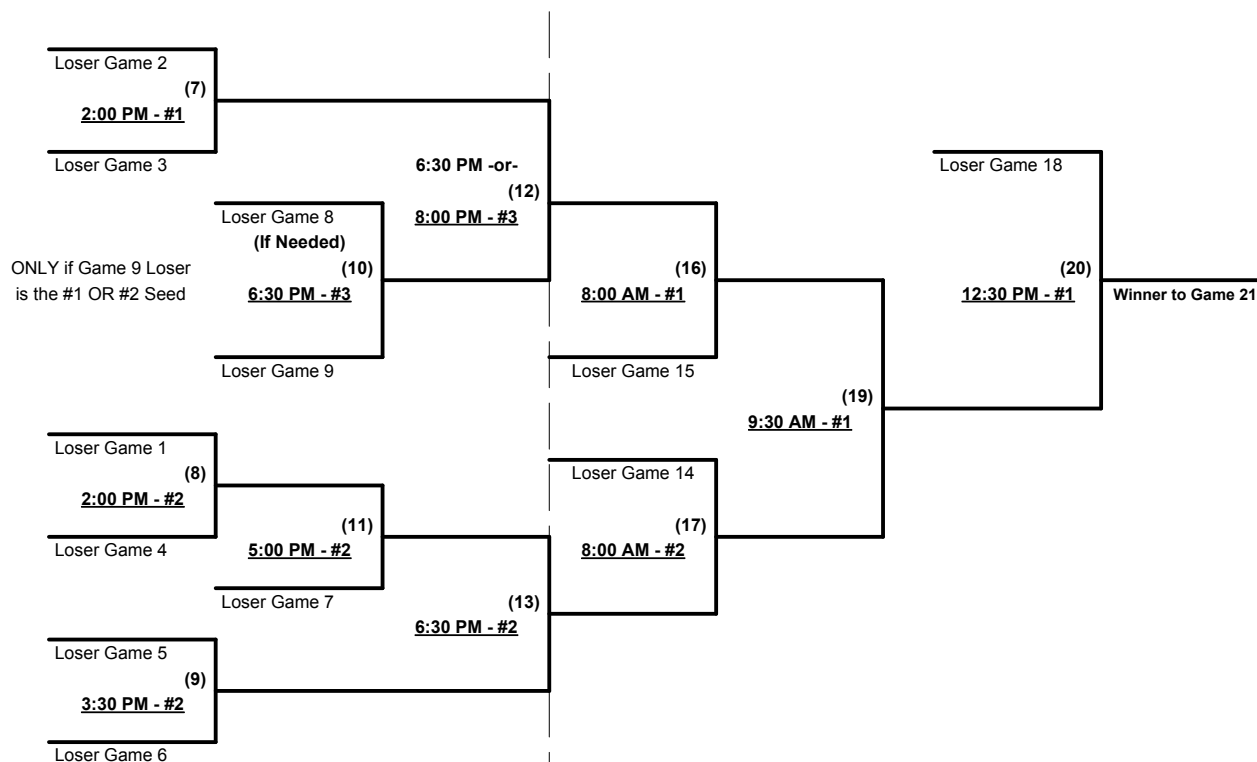 Loser Game 2
(7)
2:00 PM - #1
Loser Game 3
6:30 PM -or-
(12)
8:00 PM - #3
Loser Game 18
Loser Game 8
(If Needed)
ONLY if Game 9 Loser
is the #1 OR #2 Seed
(10)
6:30 PM - #3
(16)
8:00 AM - #1
(20)
12:30 PM - #1
Winner to Game 21
Loser Game 9
Loser Game 15
(19)
9:30 AM - #1
Loser Game 1
(8)
2:00 PM - #2
Loser Game 4
Loser Game 14
(11)
5:00 PM - #2
(17)
8:00 AM - #2
Loser Game 7
(13)
6:30 PM - #2
Loser Game 5
(9)
3:30 PM - #2
Loser Game 6